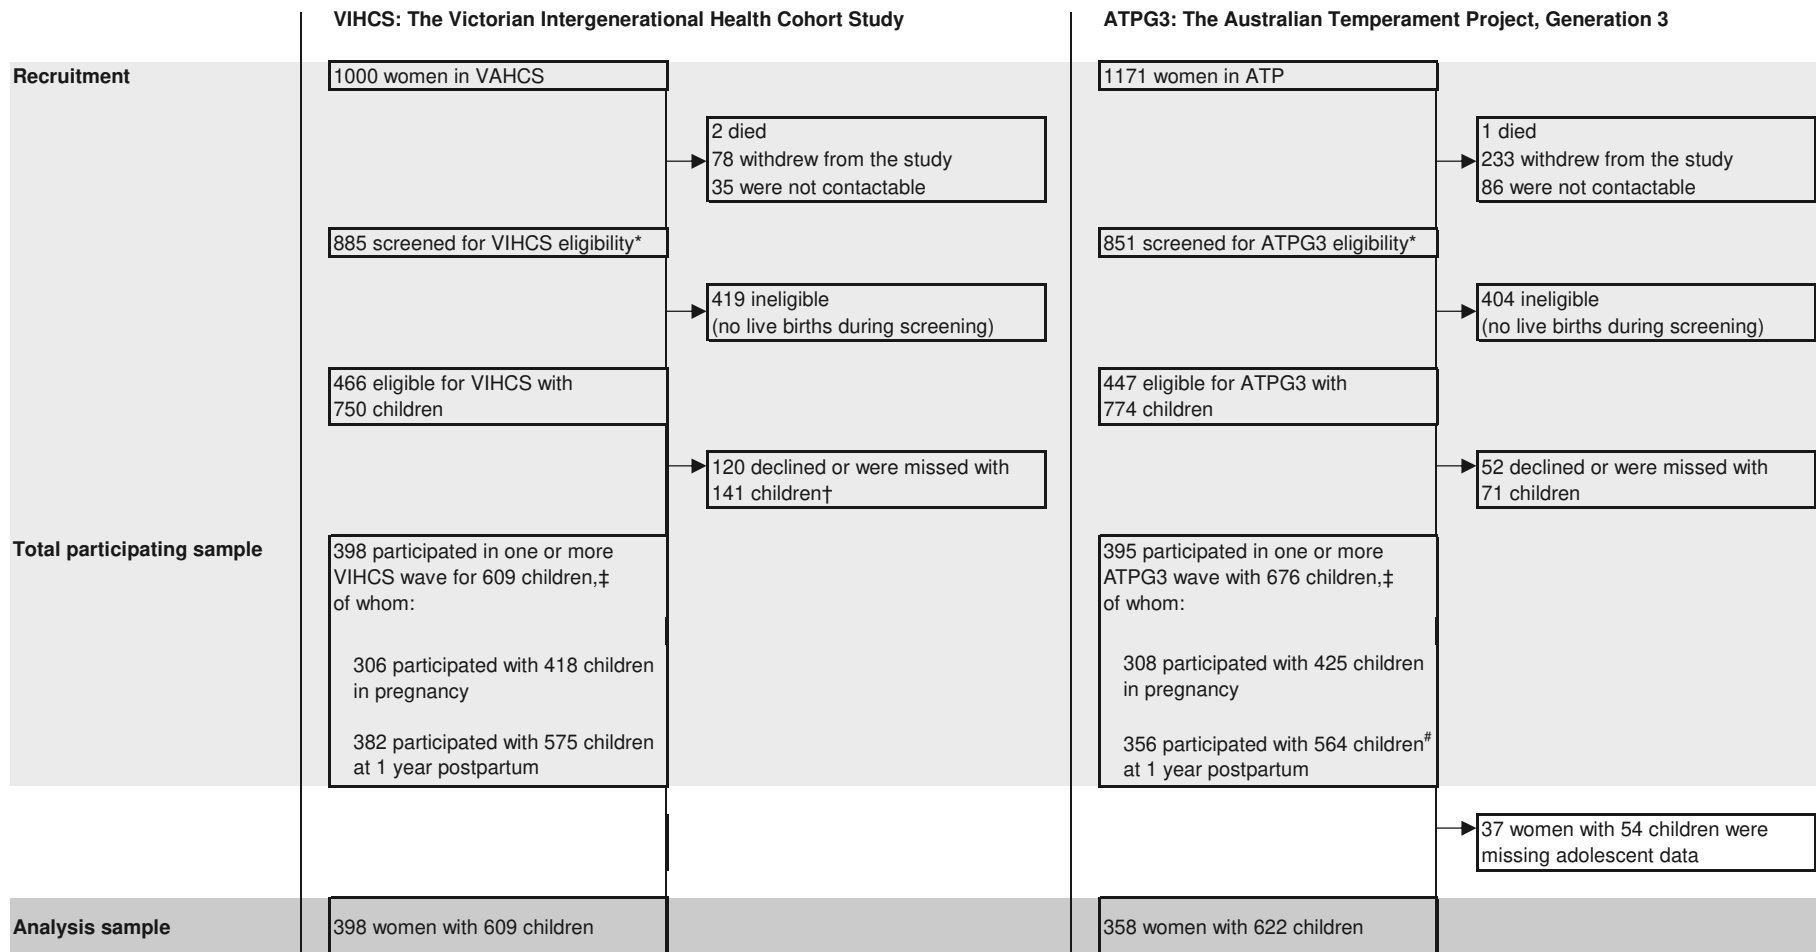 VIHCS: The Victorian Intergenerational Health Cohort Study
ATPG3: The Australian Temperament Project, Generation 3
Recruitment
1000 women in VAHCS
1171 women in ATP
2 died
78 withdrew from the study
35 were not contactable
1 died
233 withdrew from the study
86 were not contactable
885 screened for VIHCS eligibility*
851 screened for ATPG3 eligibility*
419 ineligible
(no live births during screening)
404 ineligible
(no live births during screening)
466 eligible for VIHCS with
750 children
447 eligible for ATPG3 with
774 children
120 declined or were missed with
141 children†
52 declined or were missed with
71 children
Total participating sample
398 participated in one or more
VIHCS wave for 609 children,‡
of whom:
306 participated with 418 children
in pregnancy
382 participated with 575 children
at 1 year postpartum
395 participated in one or more
ATPG3 wave with 676 children,‡
of whom:
308 participated with 425 children
in pregnancy
356 participated with 564 children#
at 1 year postpartum
37 women with 54 children were
missing adolescent data
Analysis sample
398 women with 609 children
358 women with 622 children